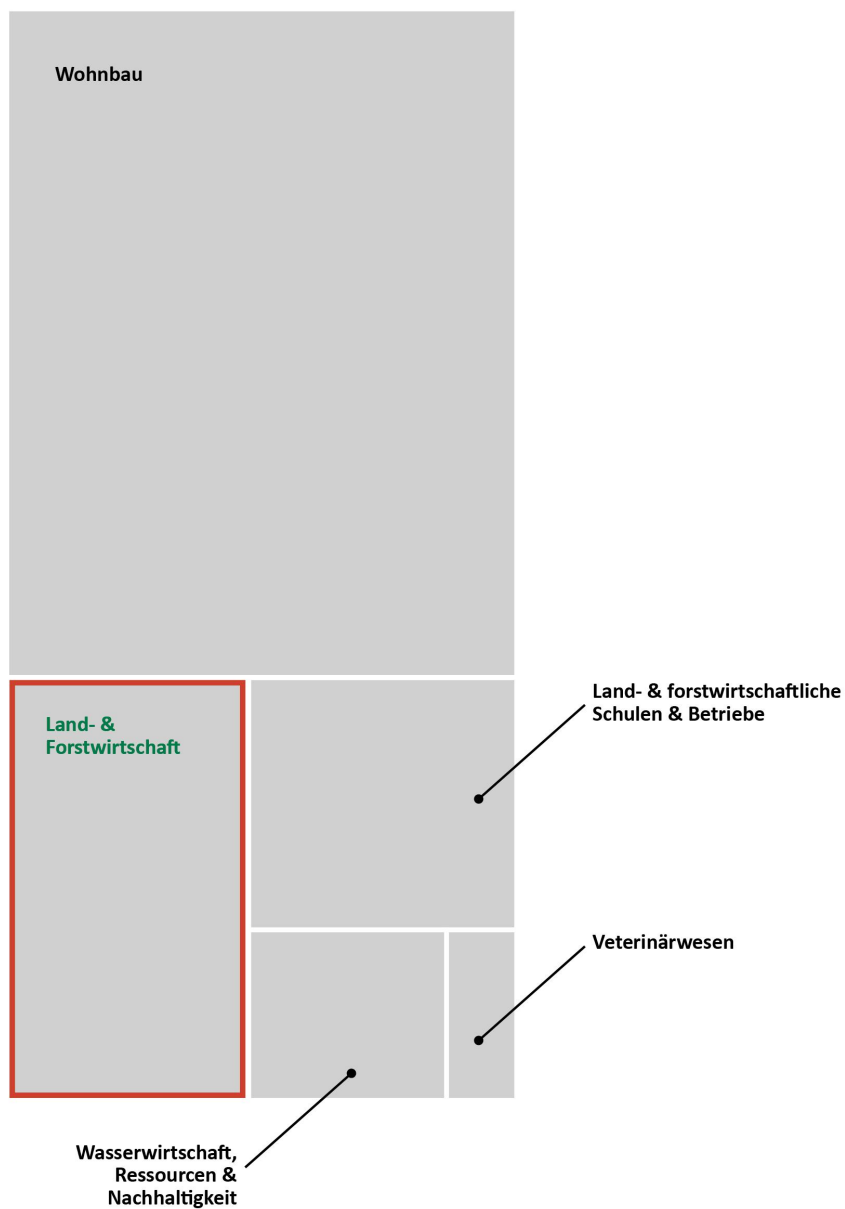 Wohnbau
Land- &
Forstwirtschaft
Land- & forstwirtschaftliche
Schulen & Betriebe
Veterinärwesen
Wasserwirtschaft,
Ressourcen &
Nachhaltigkeit